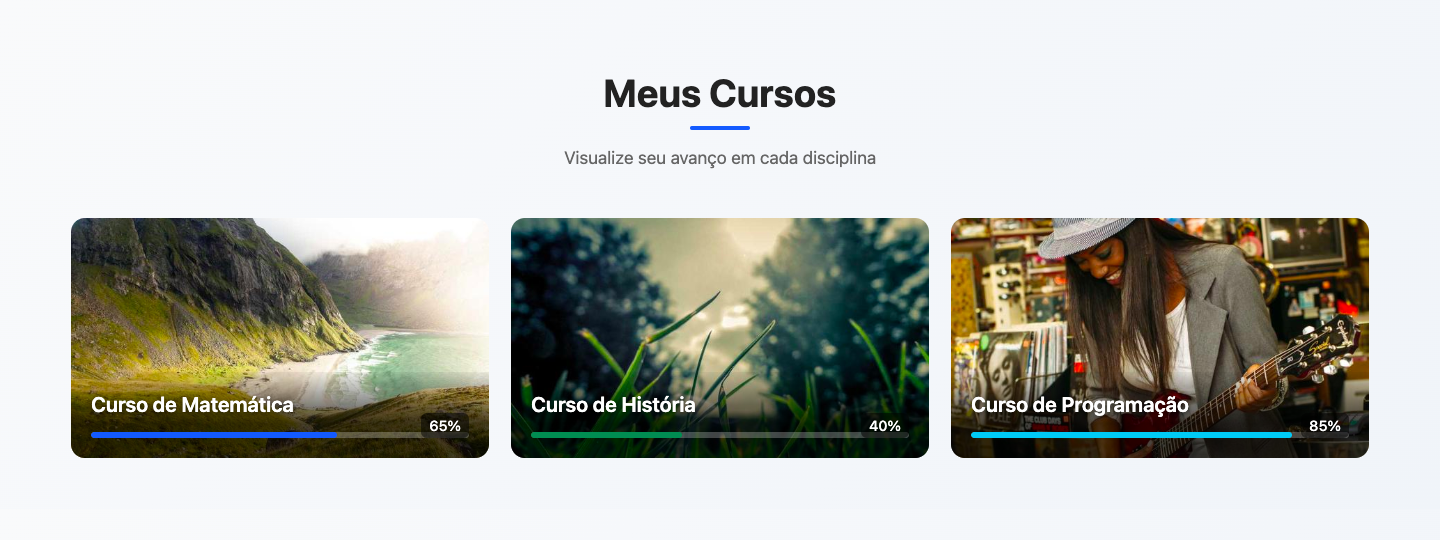 Meus Cursos
Visualize seu avanço em cada disciplina
Curso de Matemática
65%
Curso de História
40%
Curso de Programação
85%